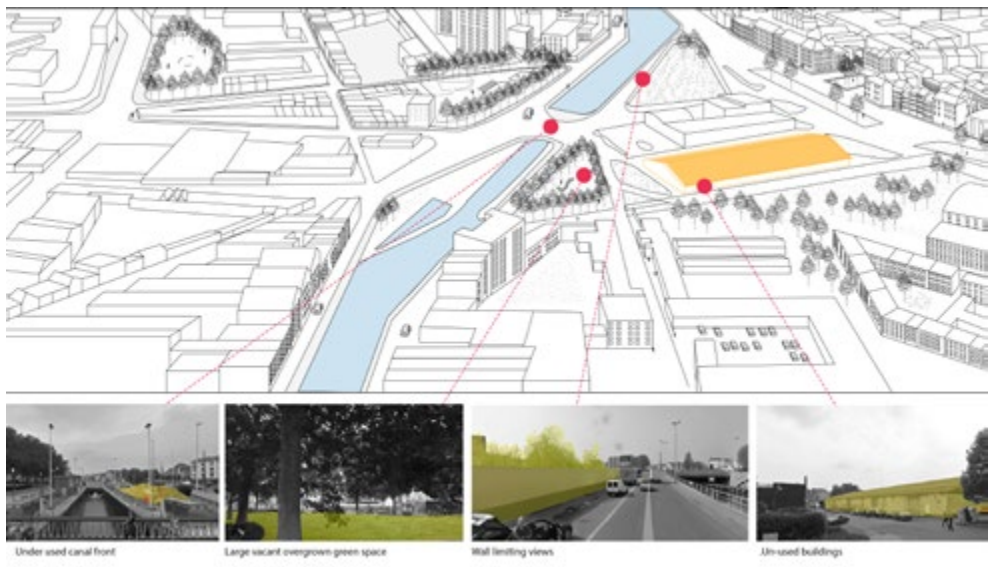 Under used canal front
Large vacant overgrown green space
Wall limiting views
.Un-used buildings